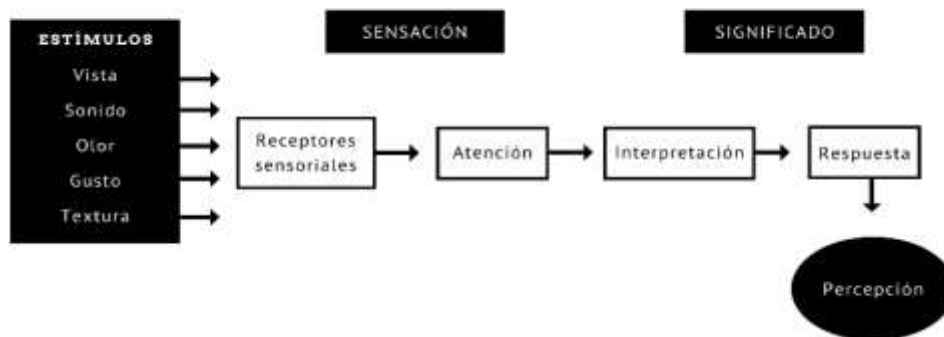 ESTÍMULOS
Vista
Sonido
Olor
Gusto
Textura
SENSACIÓN
SIGNIFICADO
Receptores
sensoriales
Atención
Interpretación
Respuesta
Percepción